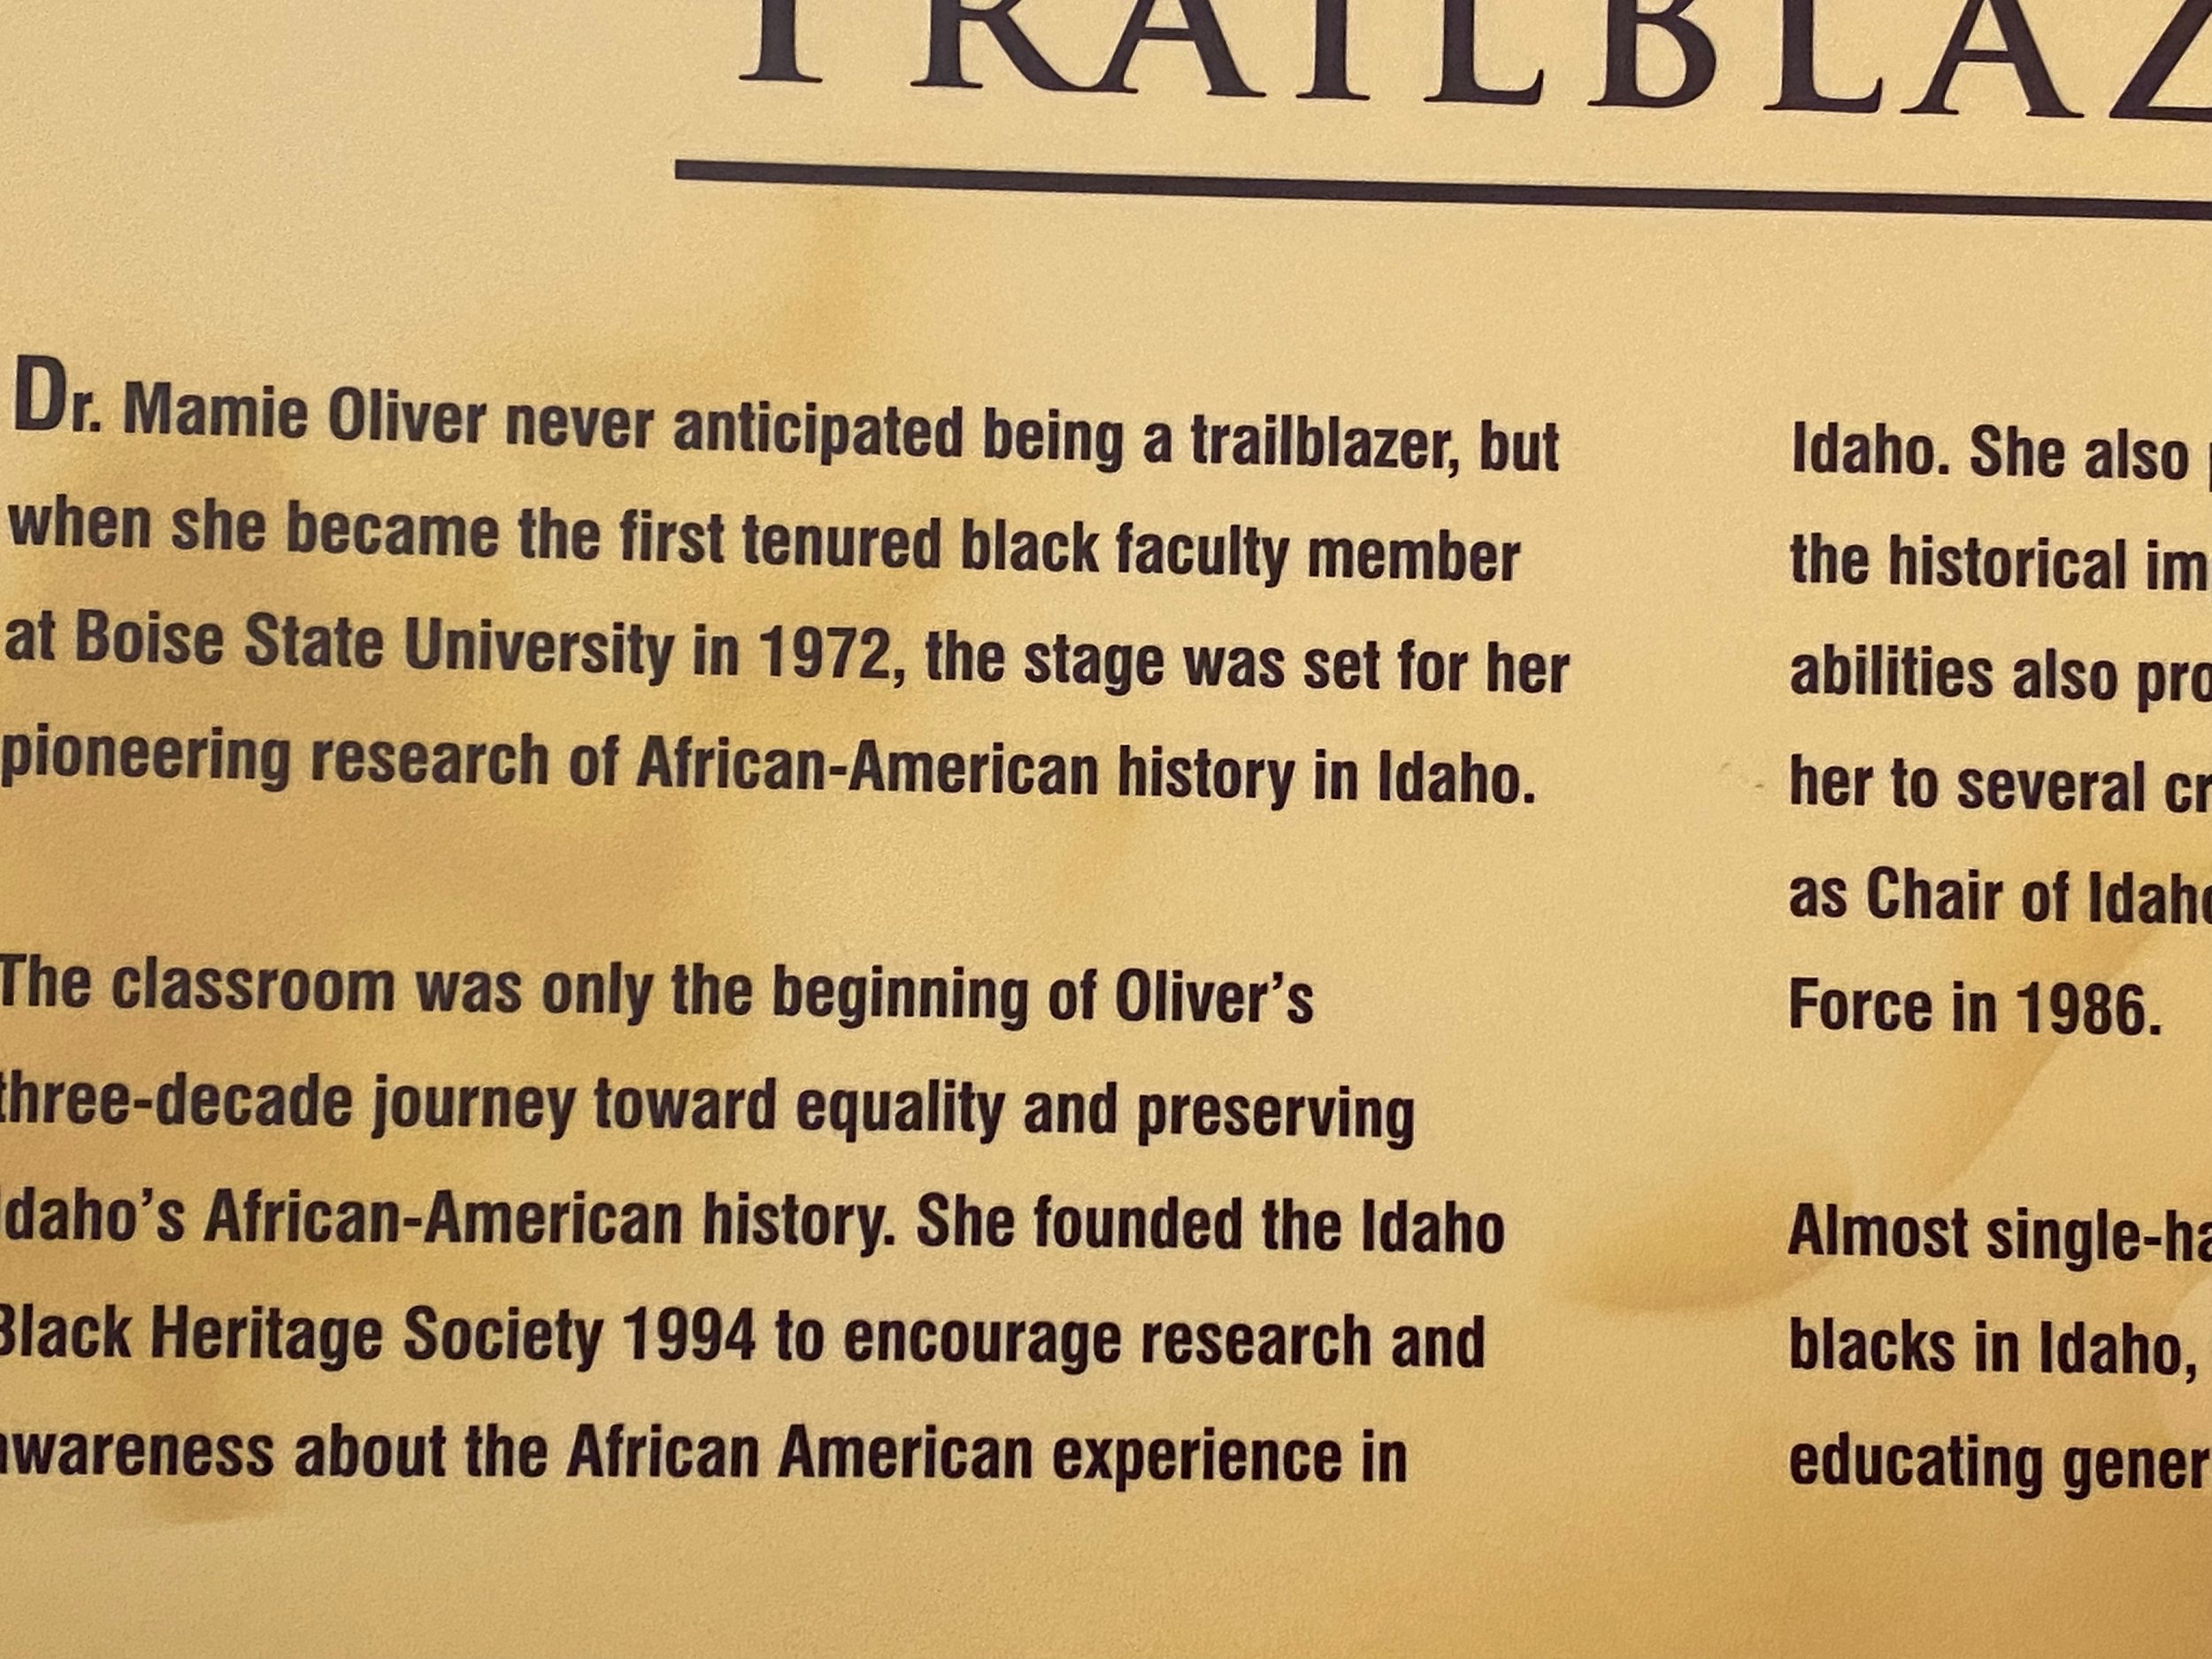 TRAILBLAZ
Dr. Mamie Oliver never anticipated being a trailblazer, but
when she became the first tenured black faculty member
at Boise State University in 1972, the stage was set for her
pioneering research of African-American history in Idaho.
The classroom was only the beginning of Oliver’s
three-decade journey toward equality and preserving
Idaho’s African-American history. She founded the Idaho
Black Heritage Society 1994 to encourage research and
awareness about the African American experience in
Idaho. She also
the historical im
abilities also pro
her to several cr
as Chair of Idaho
Force in 1986.
Almost single-ha
blacks in Idaho,
educating gener